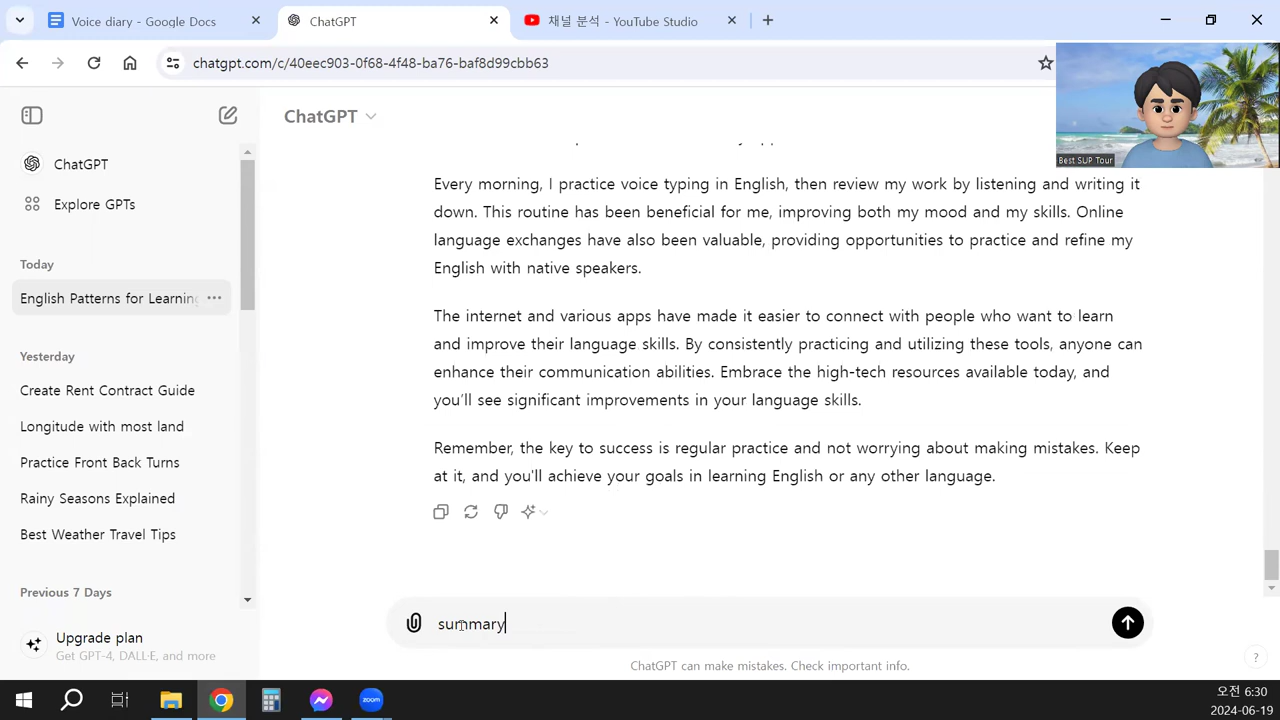 Voice diary - Google Docs
ChatGPT
채널 분석 - YouTube Studio
chatgpt.com/c/40eec903-0f68-4f48-ba76-baf8d99cbb63
Best SUP Tour
ChatGPT
ChatGPT
Explore GPTs
Today
English Patterns for Learning
Yesterday
Create Rent Contract Guide
Longitude with most land
Practice Front Back Turns
Rainy Seasons Explained
Best Weather Travel Tips
Previous 7 Days
Upgrade plan
Get GPT-4, DALL·E, and more
Every morning, I practice voice typing in English, then review my work by listening and writing it
down. This routine has been beneficial for me, improving both my mood and my skills. Online
language exchanges have also been valuable, providing opportunities to practice and refine my
English with native speakers.
The internet and various apps have made it easier to connect with people who want to learn
and improve their language skills. By consistently practicing and utilizing these tools, anyone can
enhance their communication abilities. Embrace the high-tech resources available today, and
you'll see significant improvements in your language skills.
Remember, the key to success is regular practice and not worrying about making mistakes. Keep
at it, and you'll achieve your goals in learning English or any other language.
summary
ChatGPT can make mistakes. Check important info.
?
zoom
오전 6:30
2024-06-19